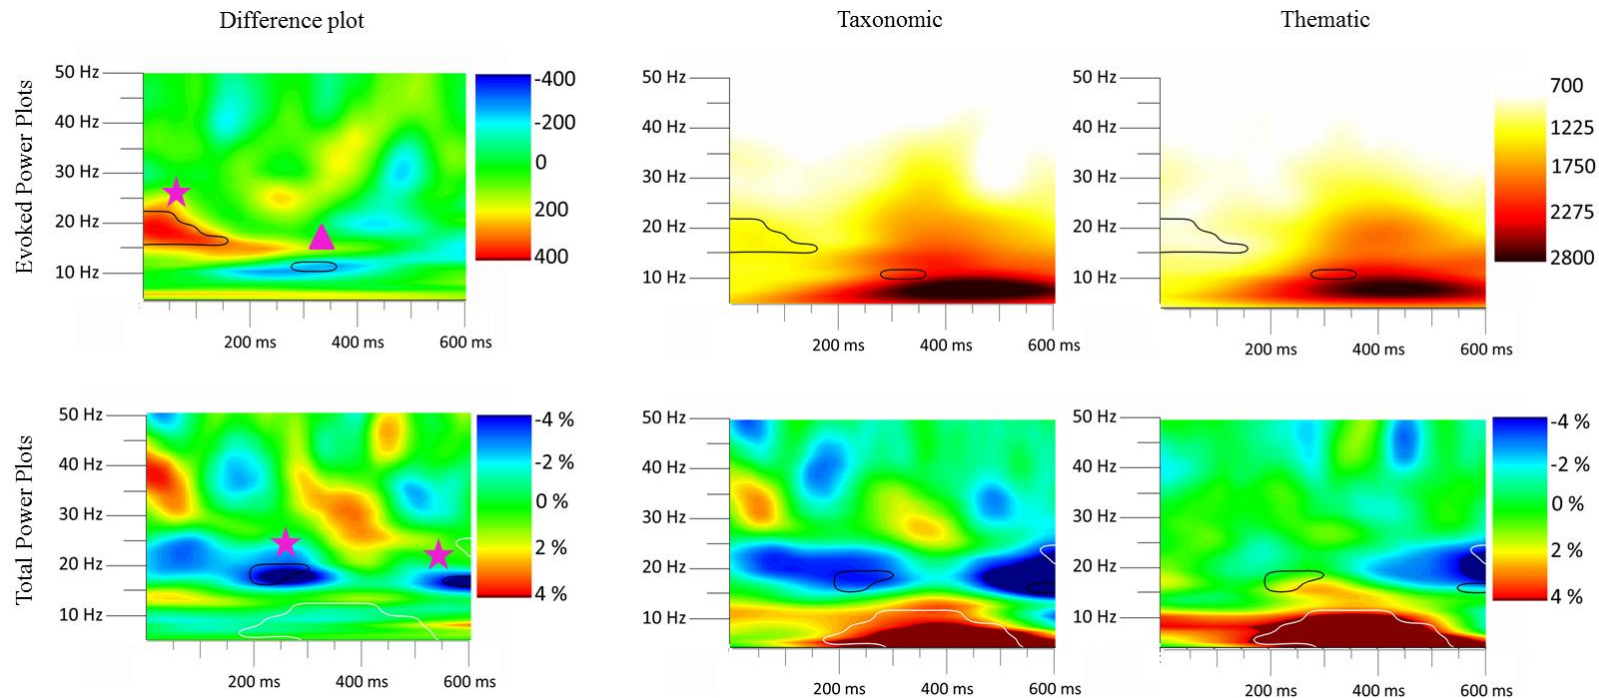 Difference plot
Taxonomic
Thematic
Evoked Power Plots
50 Hz
40 Hz
30 Hz
20 Hz
10 Hz
200 ms
400 ms
600 ms
-400
-200
0
200
400
50 Hz
40 Hz
30 Hz
20 Hz
10 Hz
200 ms
400 ms
600 ms
50 Hz
40 Hz
30 Hz
20 Hz
10 Hz
200 ms
400 ms
600 ms
700
1225
1750
2275
2800
Total Power Plots
50 Hz
40 Hz
30 Hz
20 Hz
10 Hz
200 ms
400 ms
600 ms
-4 %
-2 %
0 %
2 %
4 %
50 Hz
40 Hz
30 Hz
20 Hz
10 Hz
200 ms
400 ms
600 ms
50 Hz
40 Hz
30 Hz
20 Hz
10 Hz
200 ms
400 ms
600 ms
-4 %
-2 %
0 %
2 %
4 %